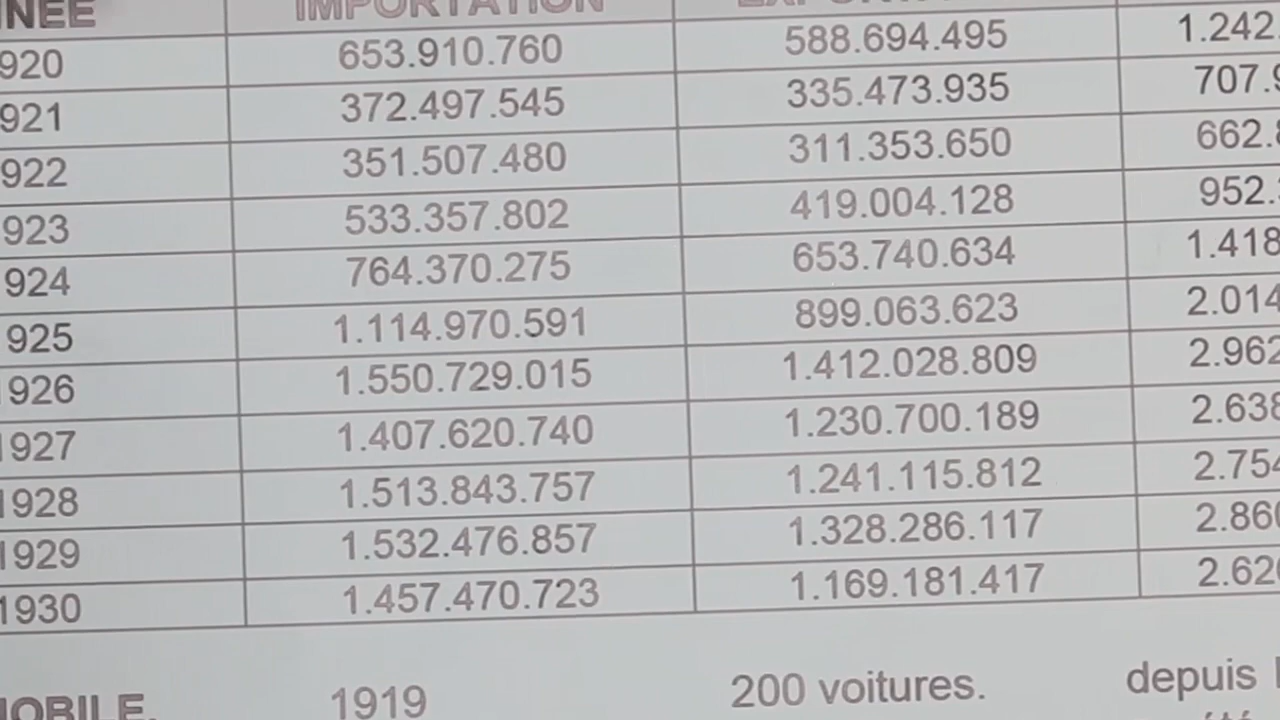 NÉE IMPORTATION
920 653.910.760 588.694.495 1.242.
921 372.497.545 335.473.935 707.9
922 351.507.480 311.353.650 662.
923 533.357.802 419.004.128 952.
924 764.370.275 653.740.634 1.418
925 1.114.970.591 899.063.623 2.014
1926 1.550.729.015 1.412.028.809 2.962
1927 1.407.620.740 1.230.700.189 2.638
1928 1.513.843.757 1.241.115.812 2.754
1929 1.532.476.857 1.328.286.117 2.860
1930 1.457.470.723 1.169.181.417 2.620
MOBILE. 1919 200 voitures. depuis